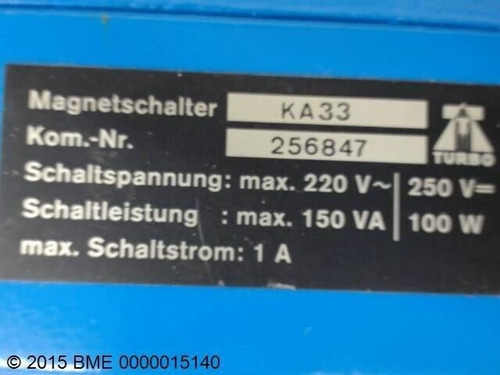 Magnetschalter KA33
Kom.-Nr. 256847
TURBO
Schaltspannung: max. 220 V~ | 250 V⎓
Schaltleistung : max. 150 VA | 100 W
max. Schaltstrom: 1 A
© 2015 BME 0000015140